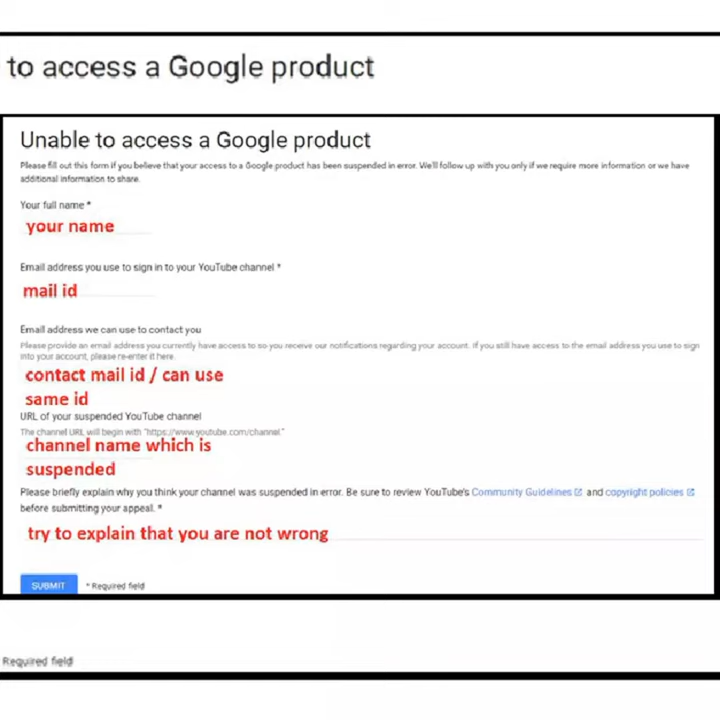 to access a Google product
Unable to access a Google product
Please fill out this form if you believe that your access to a Google product has been suspended in error. We'll follow up with you only if we require more information or we have
additional information to share.
Your full name *
your name
Email address you use to sign in to your YouTube channel *
mail id
Email address we can use to contact you
Please provide an email address you currently have access to so you receive our notifications regarding your account. If you still have access to the email address you use to sign
into your account, please re-enter it here.
contact mail id / can use
same id
URL of your suspended YouTube channel
The channel URL will begin with "https://www.youtube.com/channel."
channel name which is
suspended
Please briefly explain why you think your channel was suspended in error. Be sure to review YouTube's Community Guidelines and copyright policies
before submitting your appeal. *
try to explain that you are not wrong
SUBMIT * Required field
Required field